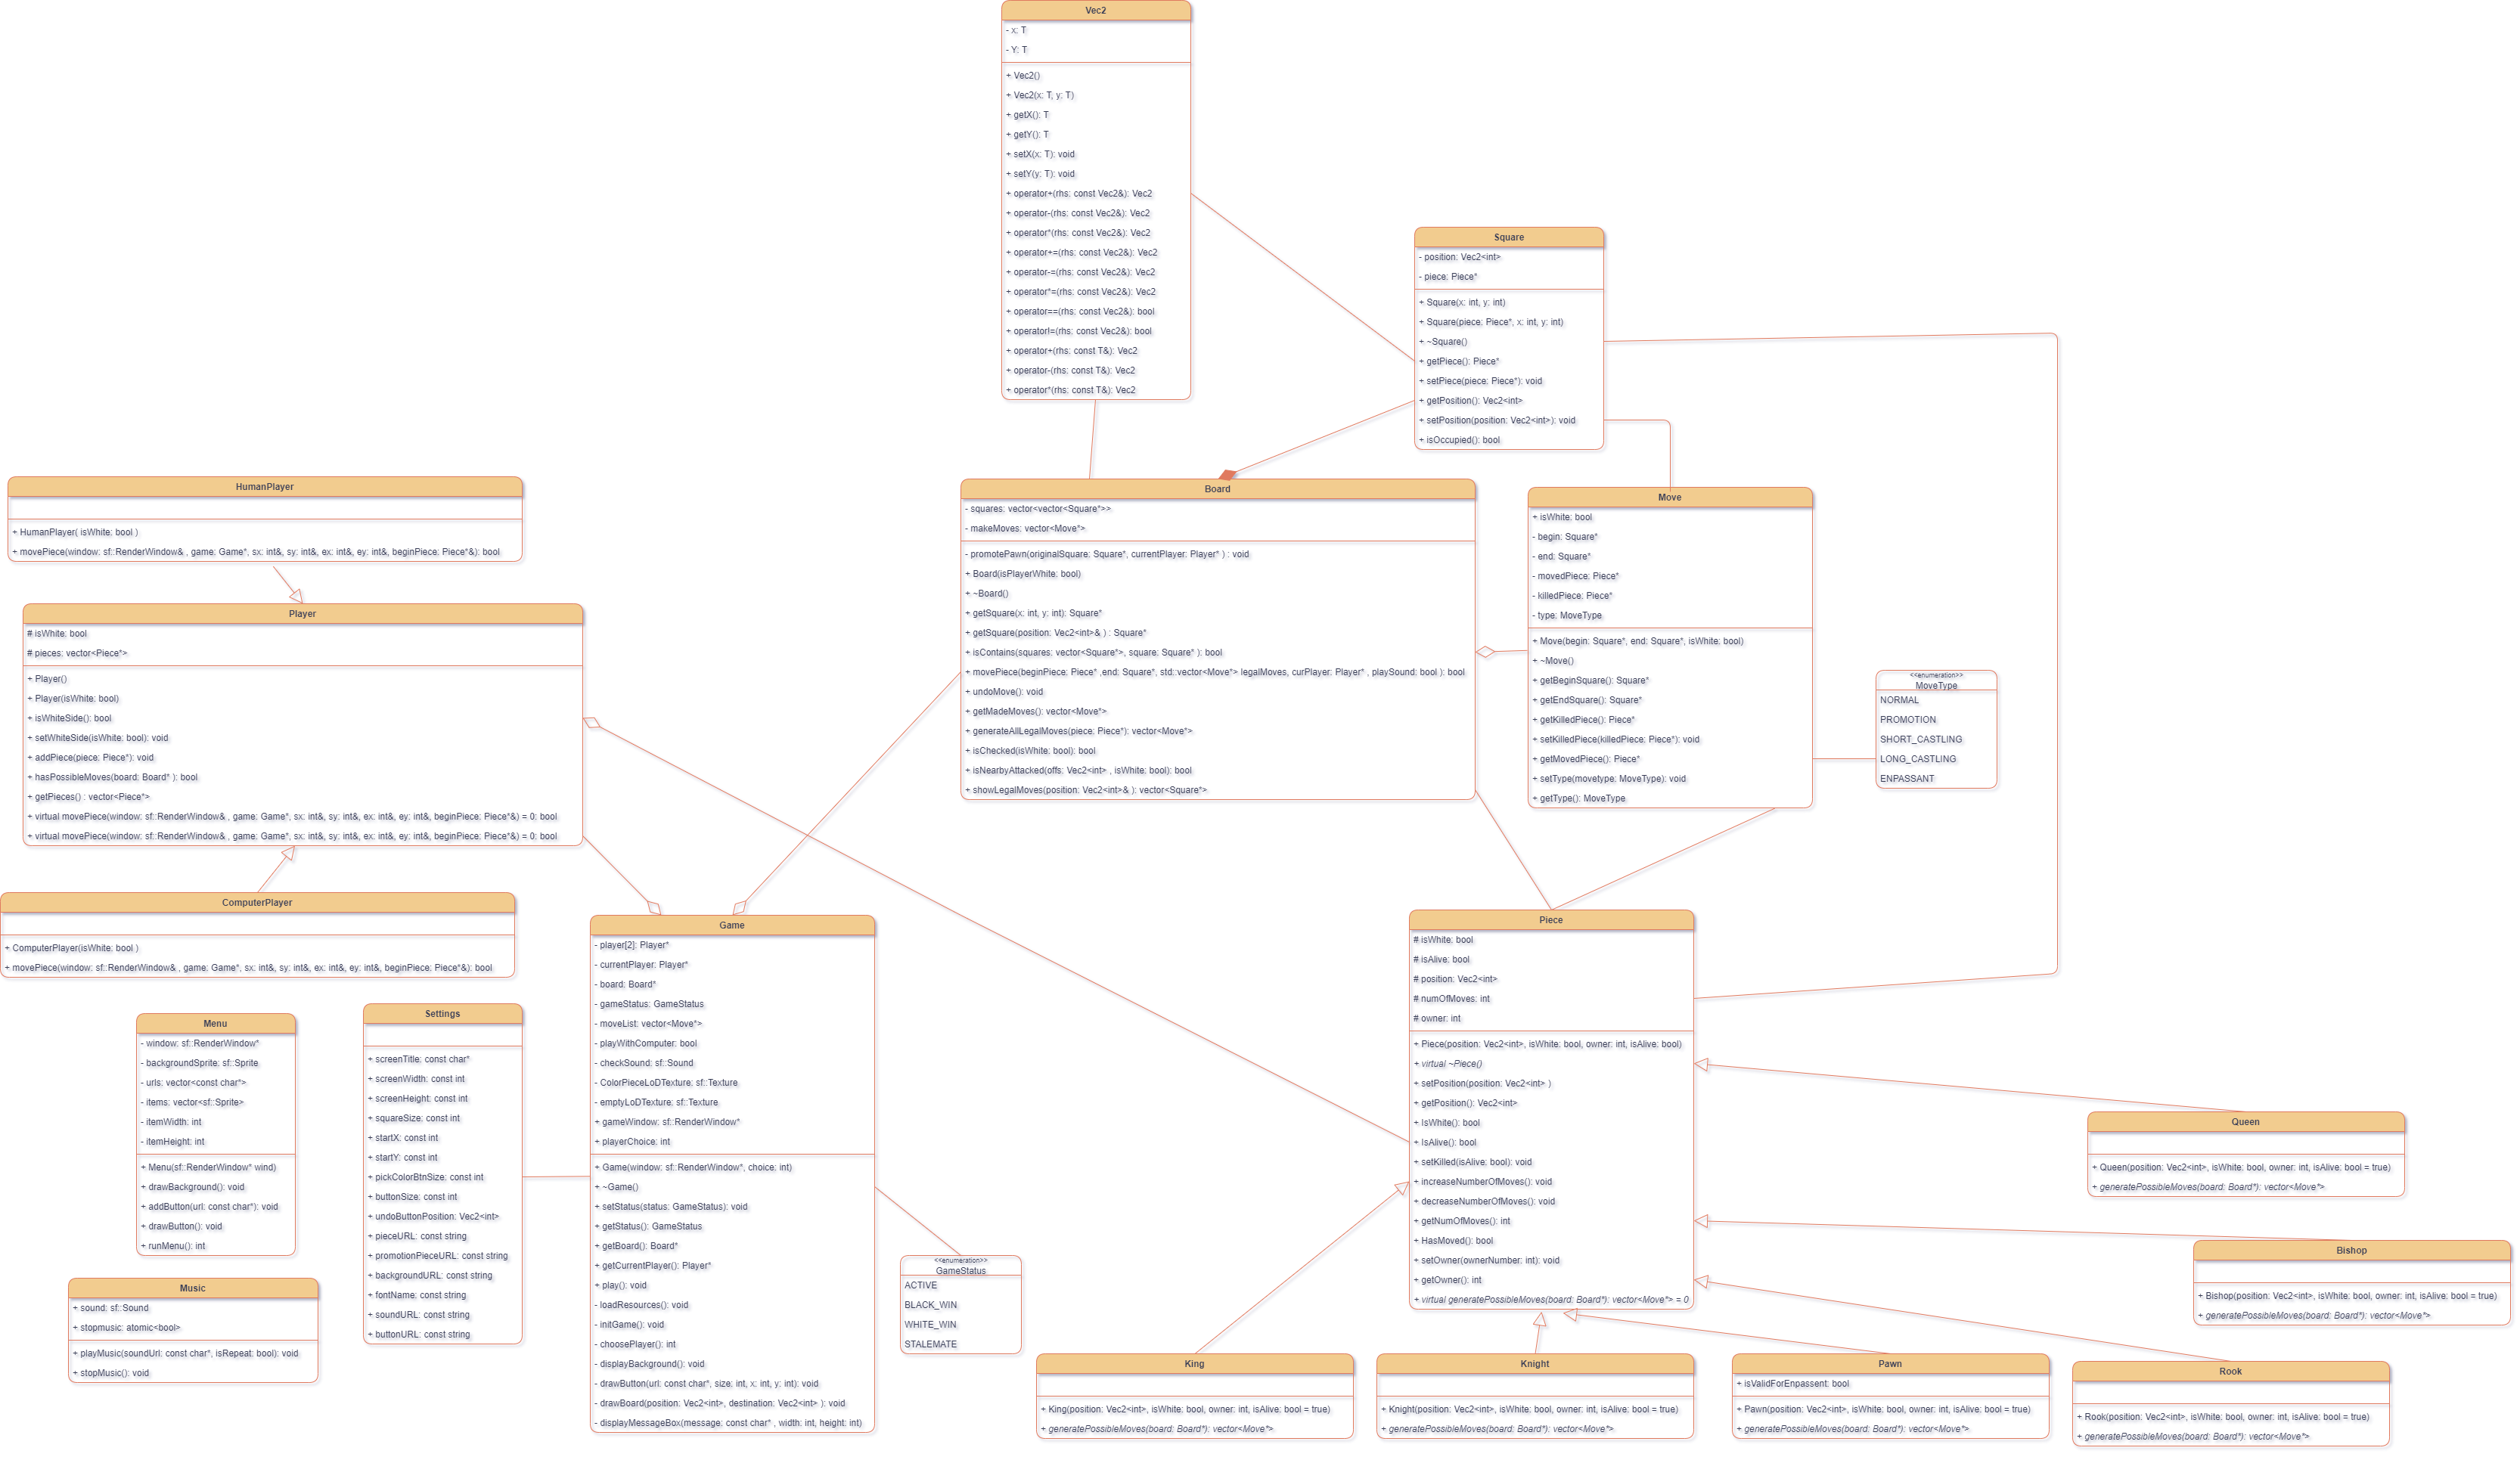 Vec2
- x: T
- Y: T
+ Vec2()
+ Vec2(x: T, y: T)
+ getX(): T
+ getY(): T
+ setX(x: T): void
+ setY(y: T): void
+ operator+(rhs: const Vec2&): Vec2
+ operator-(rhs: const Vec2&): Vec2
+ operator*(rhs: const Vec2&): Vec2
+ operator+=(rhs: const Vec2&): Vec2
+ operator-=(rhs: const Vec2&): Vec2
+ operator*=(rhs: const Vec2&): Vec2
+ operator==(rhs: const Vec2&): bool
+ operator!=(rhs: const Vec2&): bool
+ operator+(rhs: const T&): Vec2
+ operator-(rhs: const T&): Vec2
+ operator*(rhs: const T&): Vec2
Square
- position: Vec2<int>
- piece: Piece*
+ Square(x: int, y: int)
+ Square(piece: Piece*, x: int, y: int)
+ ~Square()
+ getPiece(): Piece*
+ setPiece(piece: Piece*): void
+ getPosition(): Vec2<int>
+ setPosition(position: Vec2<int>): void
+ isOccupied(): bool
HumanPlayer
+ HumanPlayer( isWhite: bool )
+ movePiece(window: sf::RenderWindow& , game: Game*, sx: int&, sy: int&, ex: int&, ey: int&, beginPiece: Piece*&): bool
Player
# isWhite: bool
# pieces: vector<Piece*>
+ Player()
+ Player(isWhite: bool)
+ isWhiteSide(): bool
+ setWhiteSide(isWhite: bool): void
+ addPiece(piece: Piece*): void
+ hasPossibleMoves(board: Board* ): bool
+ getPieces() : vector<Piece*>
+ virtual movePiece(window: sf::RenderWindow& , game: Game*, sx: int&, sy: int&, ex: int&, ey: int&, beginPiece: Piece*&) = 0: bool
+ virtual movePiece(window: sf::RenderWindow& , game: Game*, sx: int&, sy: int&, ex: int&, ey: int&, beginPiece: Piece*&) = 0: bool
ComputerPlayer
+ ComputerPlayer(isWhite: bool )
+ movePiece(window: sf::RenderWindow& , game: Game*, sx: int&, sy: int&, ex: int&, ey: int&, beginPiece: Piece*&): bool
Board
- squares: vector<vector<Square*>>
- makeMoves: vector<Move*>
- promotePawn(originalSquare: Square*, currentPlayer: Player* ) : void
+ Board(isPlayerWhite: bool)
+ ~Board()
+ getSquare(x: int, y: int): Square*
+ getSquare(position: Vec2<int>& ) : Square*
+ isContains(squares: vector<Square*>, square: Square* ): bool
+ movePiece(beginPiece: Piece* ,end: Square*, std::vector<Move*> legalMoves, curPlayer: Player* , playSound: bool ): bool
+ undoMove(): void
+ getMadeMoves(): vector<Move*>
+ generateAllLegalMoves(piece: Piece*): vector<Move*>
+ isChecked(isWhite: bool): bool
+ isNearbyAttacked(offs: Vec2<int> , isWhite: bool): bool
+ showLegalMoves(position: Vec2<int>& ): vector<Square*>
Move
+ isWhite: bool
- begin: Square*
- end: Square*
- movedPiece: Piece*
- killedPiece: Piece*
- type: MoveType
+ Move(begin: Square*, end: Square*, isWhite: bool)
+ ~Move()
+ getBeginSquare(): Square*
+ getEndSquare(): Square*
+ getKilledPiece(): Piece*
+ setKilledPiece(killedPiece: Piece*): void
+ getMovedPiece(): Piece*
+ setType(movetype: MoveType): void
+ getType(): MoveType
<<enumeration>>
MoveType
NORMAL
PROMOTION
SHORT_CASTLING
LONG_CASTLING
ENPASSANT
Menu
- window: sf::RenderWindow*
- backgroundSprite: sf::Sprite
- urls: vector<const char*>
- items: vector<sf::Sprite>
- itemWidth: int
- itemHeight: int
+ Menu(sf::RenderWindow* wind)
+ drawBackground(): void
+ addButton(url: const char*): void
+ drawButton(): void
+ runMenu(): int
Music
+ sound: sf::Sound
+ stopmusic: atomic<bool>
+ playMusic(soundUrl: const char*, isRepeat: bool): void
+ stopMusic(): void
Settings
+ screenTitle: const char*
+ screenWidth: const int
+ screenHeight: const int
+ squareSize: const int
+ startX: const int
+ startY: const int
+ pickColorBtnSize: const int
+ buttonSize: const int
+ undoButtonPosition: Vec2<int>
+ pieceURL: const string
+ promotionPieceURL: const string
+ backgroundURL: const string
+ fontName: const string
+ soundURL: const string
+ buttonURL: const string
Game
- player[2]: Player*
- currentPlayer: Player*
- board: Board*
- gameStatus: GameStatus
- moveList: vector<Move*>
- playWithComputer: bool
- checkSound: sf::Sound
- ColorPieceLoDTexture: sf::Texture
- emptyLoDTexture: sf::Texture
+ gameWindow: sf::RenderWindow*
+ playerChoice: int
+ Game(window: sf::RenderWindow*, choice: int)
+ ~Game()
+ setStatus(status: GameStatus): void
+ getStatus(): GameStatus
+ getBoard(): Board*
+ getCurrentPlayer(): Player*
+ play(): void
- loadResources(): void
- initGame(): void
- choosePlayer(): int
- displayBackground(): void
- drawButton(url: const char*, size: int, x: int, y: int): void
- drawBoard(position: Vec2<int>, destination: Vec2<int> ): void
- displayMessageBox(message: const char* , width: int, height: int)
<<enumeration>>
GameStatus
ACTIVE
BLACK_WIN
WHITE_WIN
STALEMATE
Piece
# isWhite: bool
# isAlive: bool
# position: Vec2<int>
# numOfMoves: int
# owner: int
+ Piece(position: Vec2<int>, isWhite: bool, owner: int, isAlive: bool)
+ virtual ~Piece()
+ setPosition(position: Vec2<int> )
+ getPosition(): Vec2<int>
+ IsWhite(): bool
+ IsAlive(): bool
+ setKilled(isAlive: bool): void
+ increaseNumberOfMoves(): void
+ decreaseNumberOfMoves(): void
+ getNumOfMoves(): int
+ HasMoved(): bool
+ setOwner(ownerNumber: int): void
+ getOwner(): int
+ virtual generatePossibleMoves(board: Board*): vector<Move*> = 0
Queen
+ Queen(position: Vec2<int>, isWhite: bool, owner: int, isAlive: bool = true)
+ generatePossibleMoves(board: Board*): vector<Move*>
Bishop
+ Bishop(position: Vec2<int>, isWhite: bool, owner: int, isAlive: bool = true)
+ generatePossibleMoves(board: Board*): vector<Move*>
King
+ King(position: Vec2<int>, isWhite: bool, owner: int, isAlive: bool = true)
+ generatePossibleMoves(board: Board*): vector<Move*>
Knight
+ Knight(position: Vec2<int>, isWhite: bool, owner: int, isAlive: bool = true)
+ generatePossibleMoves(board: Board*): vector<Move*>
Pawn
+ isValidForEnpassent: bool
+ Pawn(position: Vec2<int>, isWhite: bool, owner: int, isAlive: bool = true)
+ generatePossibleMoves(board: Board*): vector<Move*>
Rook
+ Rook(position: Vec2<int>, isWhite: bool, owner: int, isAlive: bool = true)
+ generatePossibleMoves(board: Board*): vector<Move*>